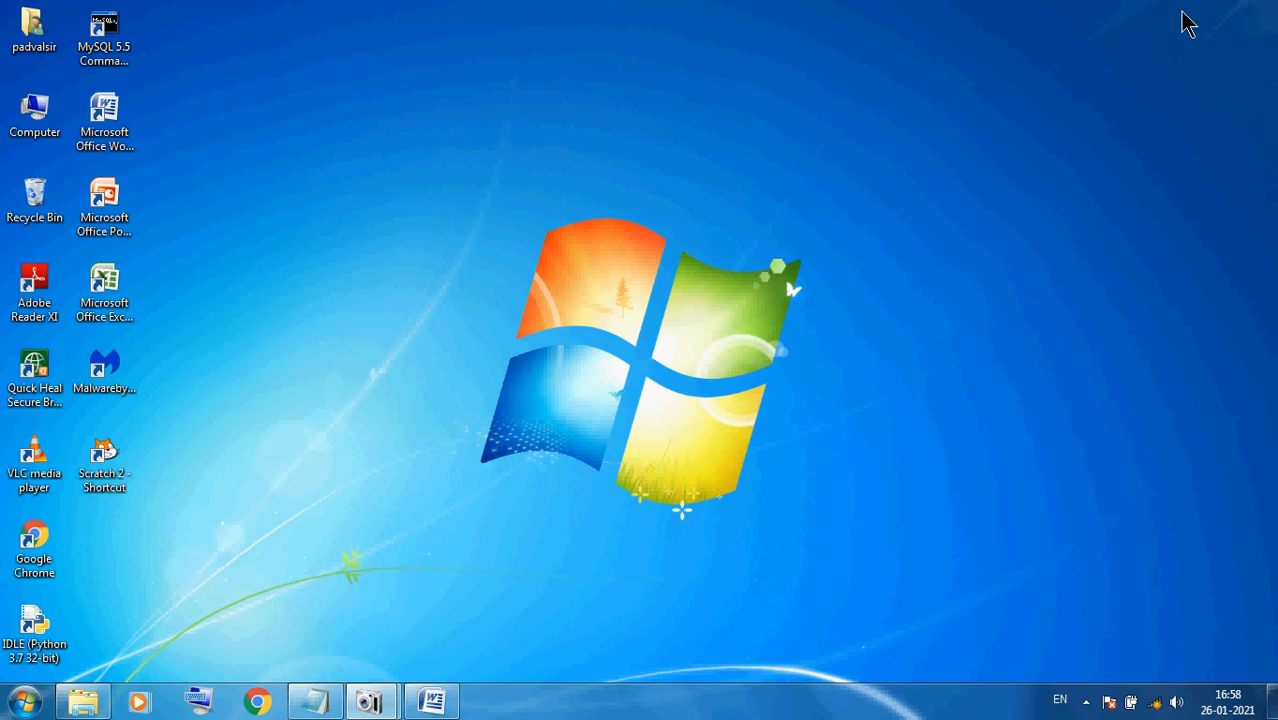 padvalsir
MySQL 5.5
Comma...
Computer
Microsoft
Office Wo...
Recycle Bin
Microsoft
Office Po...
Adobe
Reader XI
Microsoft
Office Exc...
Quick Heal
Secure Br...
Malwareby...
VLC media
player
Scratch 2 -
Shortcut
Google
Chrome
IDLE (Python
3.7 32-bit)
EN
16:58
26-01-2021